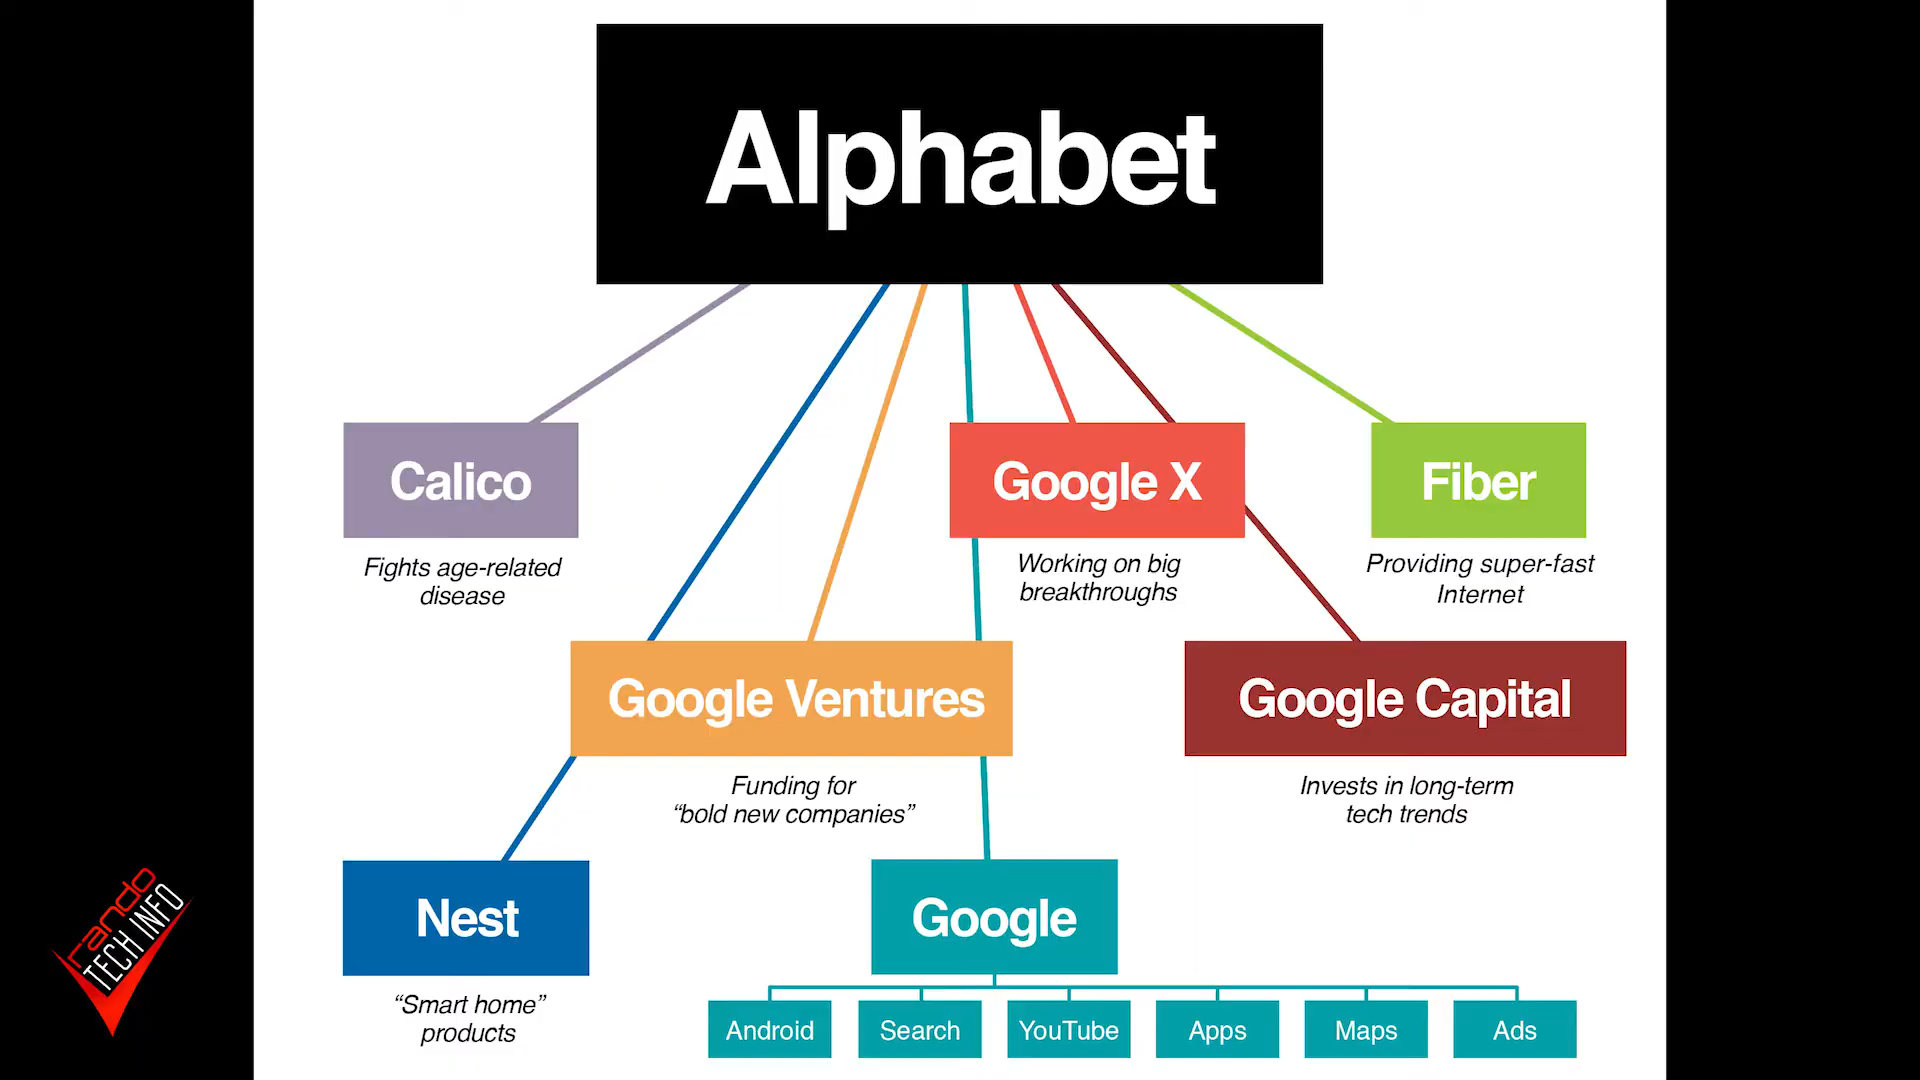 Alphabet
Calico
Fights age-related
disease
Google X
Working on big
breakthroughs
Fiber
Providing super-fast
Internet
Google Ventures
Funding for
“bold new companies”
Google Capital
Invests in long-term
tech trends
Nest
“Smart home”
products
Google
Android
Search
YouTube
Apps
Maps
Ads
rando
TECH INFO